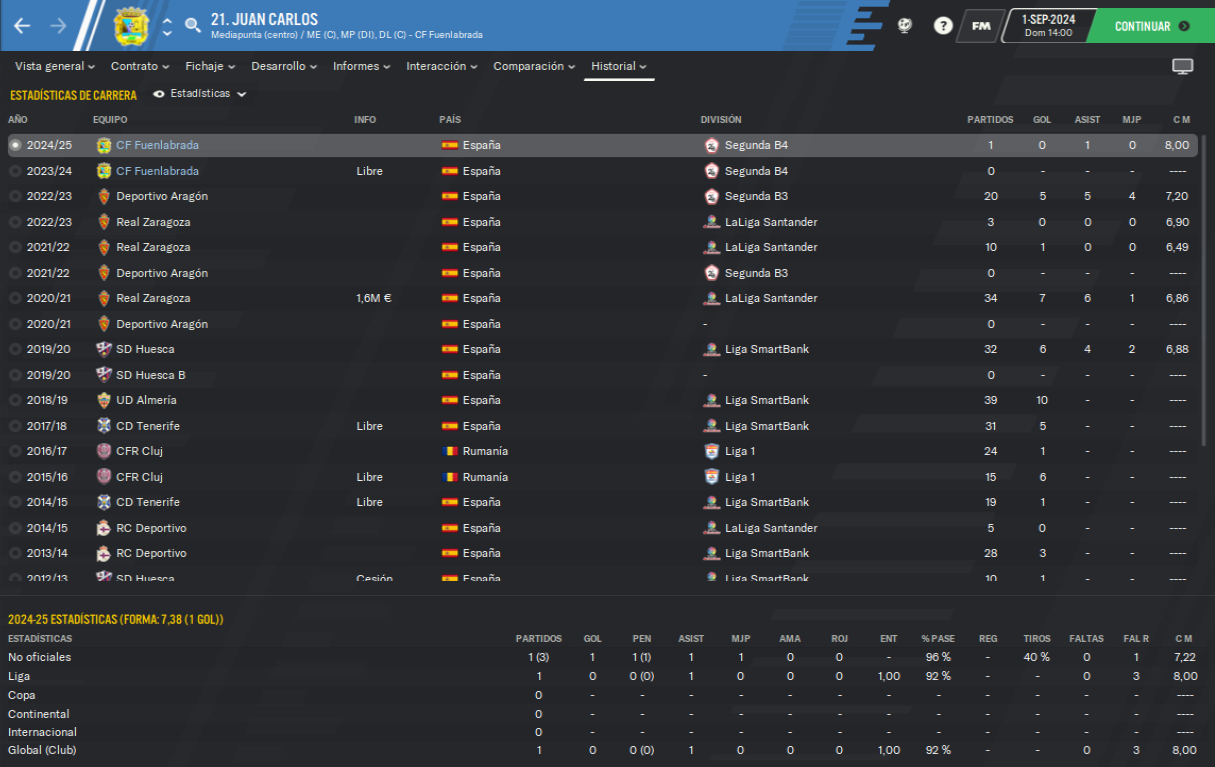 21. JUAN CARLOS
Mediapunta (centro) / ME (C), MP (DI), DL (C) - CF Fuenlabrada
? FM 1-SEP-2024 Dom 14:00 CONTINUAR
Vista general Contrato Fichaje Desarrollo Informes Interacción Comparación Historial
ESTADÍSTICAS DE CARRERA Estadísticas
AÑO EQUIPO INFO PAÍS DIVISIÓN PARTIDOS GOL ASIST MJP C M
2024/25 CF Fuenlabrada España Segunda B4 1 0 1 0 8,00
2023/24 CF Fuenlabrada Libre España Segunda B4 0 - - - ----
2022/23 Deportivo Aragón España Segunda B3 20 5 5 4 7,20
2022/23 Real Zaragoza España LaLiga Santander 3 0 0 0 6,90
2021/22 Real Zaragoza España LaLiga Santander 10 1 0 0 6,49
2021/22 Deportivo Aragón España Segunda B3 0 - - - ----
2020/21 Real Zaragoza 1,6M € España LaLiga Santander 34 7 6 1 6,86
2020/21 Deportivo Aragón España - 0 - - - ----
2019/20 SD Huesca España Liga SmartBank 32 6 4 2 6,88
2019/20 SD Huesca B España - 0 - - - ----
2018/19 UD Almería España Liga SmartBank 39 10 - - ----
2017/18 CD Tenerife Libre España Liga SmartBank 31 5 - - ----
2016/17 CFR Cluj Rumanía Liga 1 24 1 - - ----
2015/16 CFR Cluj Libre Rumanía Liga 1 15 6 - - ----
2014/15 CD Tenerife Libre España Liga SmartBank 19 1 - - ----
2014/15 RC Deportivo España LaLiga Santander 5 0 - - ----
2013/14 RC Deportivo España Liga SmartBank 28 3 - - ----
2012/13 SD Huesca Cesión España Liga SmartBank 10 1 - - ----
2024-25 ESTADÍSTICAS (FORMA: 7,38 (1 GOL))
ESTADÍSTICAS PARTIDOS GOL PEN ASIST MJP AMA ROJ ENT % PASE REG TIROS FALTAS FAL R C M
No oficiales 1 (3) 1 1 (1) 1 1 0 0 - 96 % - 40 % 0 1 7,22
Liga 1 0 0 (0) 1 0 0 0 1,00 92 % - - 0 3 8,00
Copa 0 - - - - - - - - - - - - ----
Continental 0 - - - - - - - - - - - - ----
Internacional 0 - - - - - - - - - - - - ----
Global (Club) 1 0 0 (0) 1 0 0 0 1,00 92 % - - 0 3 8,00